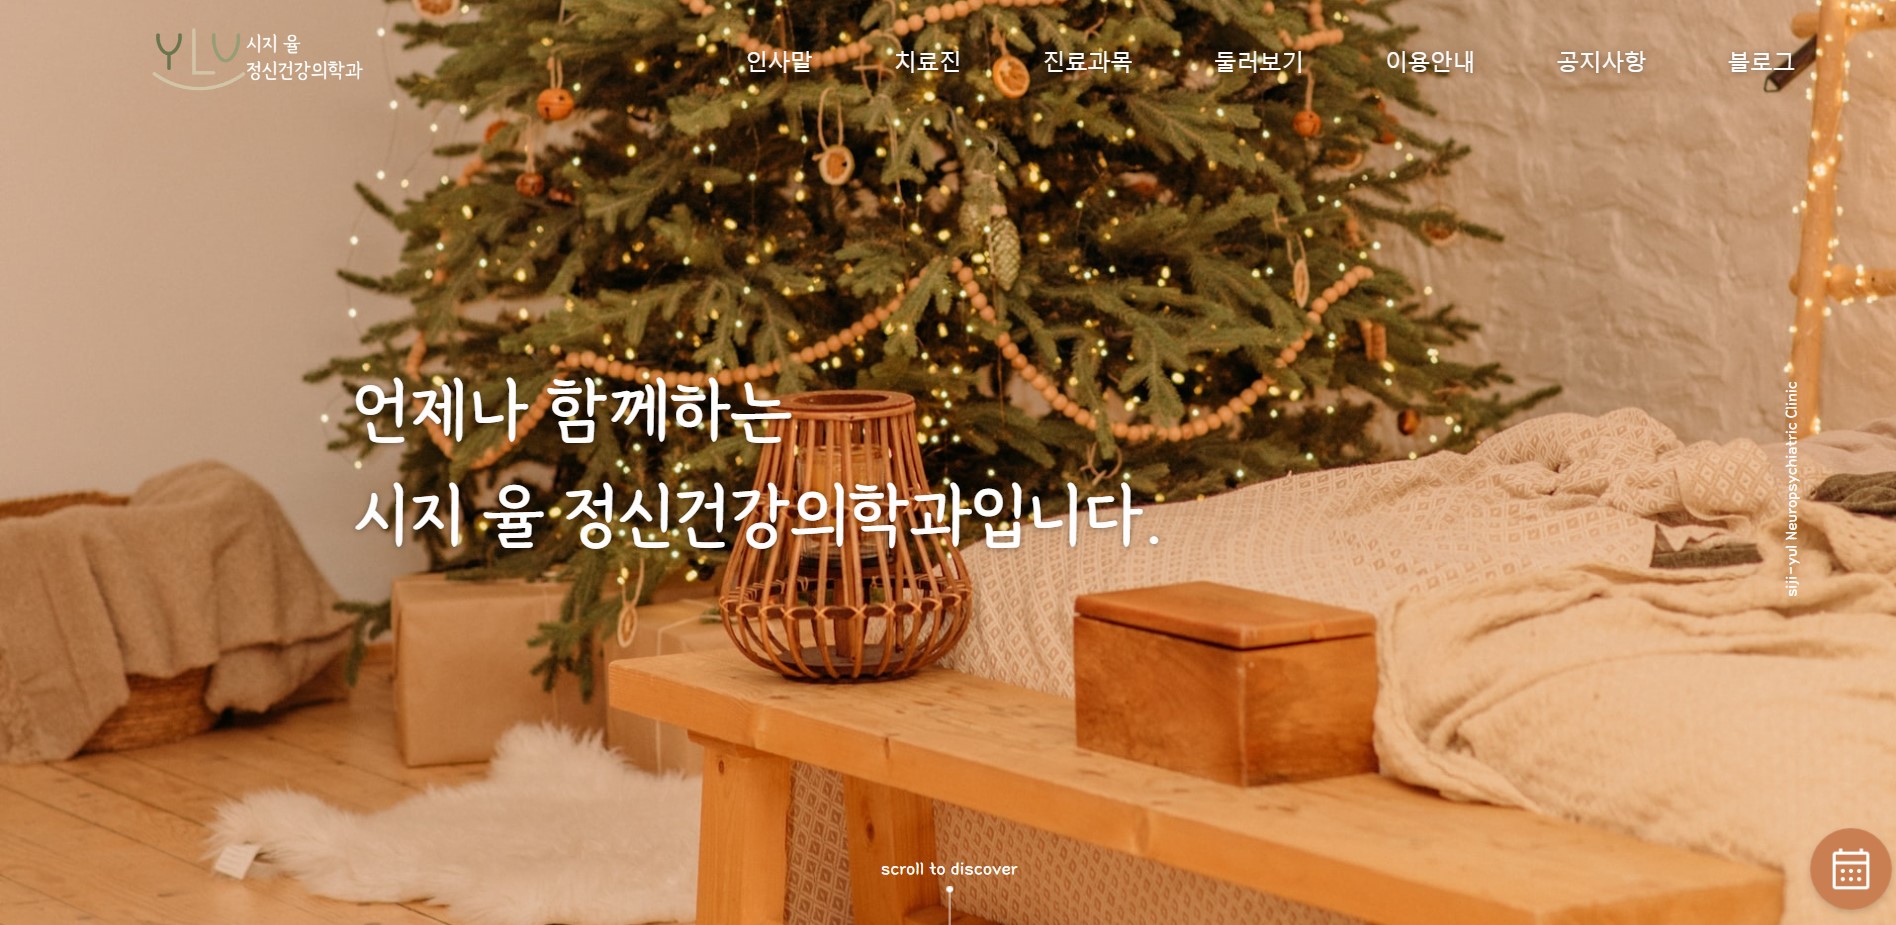 YLU
시지 율
정신건강의학과
인사말
치료진
진료과목
둘러보기
이용안내
공지사항
블로그
언제나 함께하는
시지 율 정신건강의학과입니다.
siji-yul Neuropsychiatric Clinic
scroll to discover